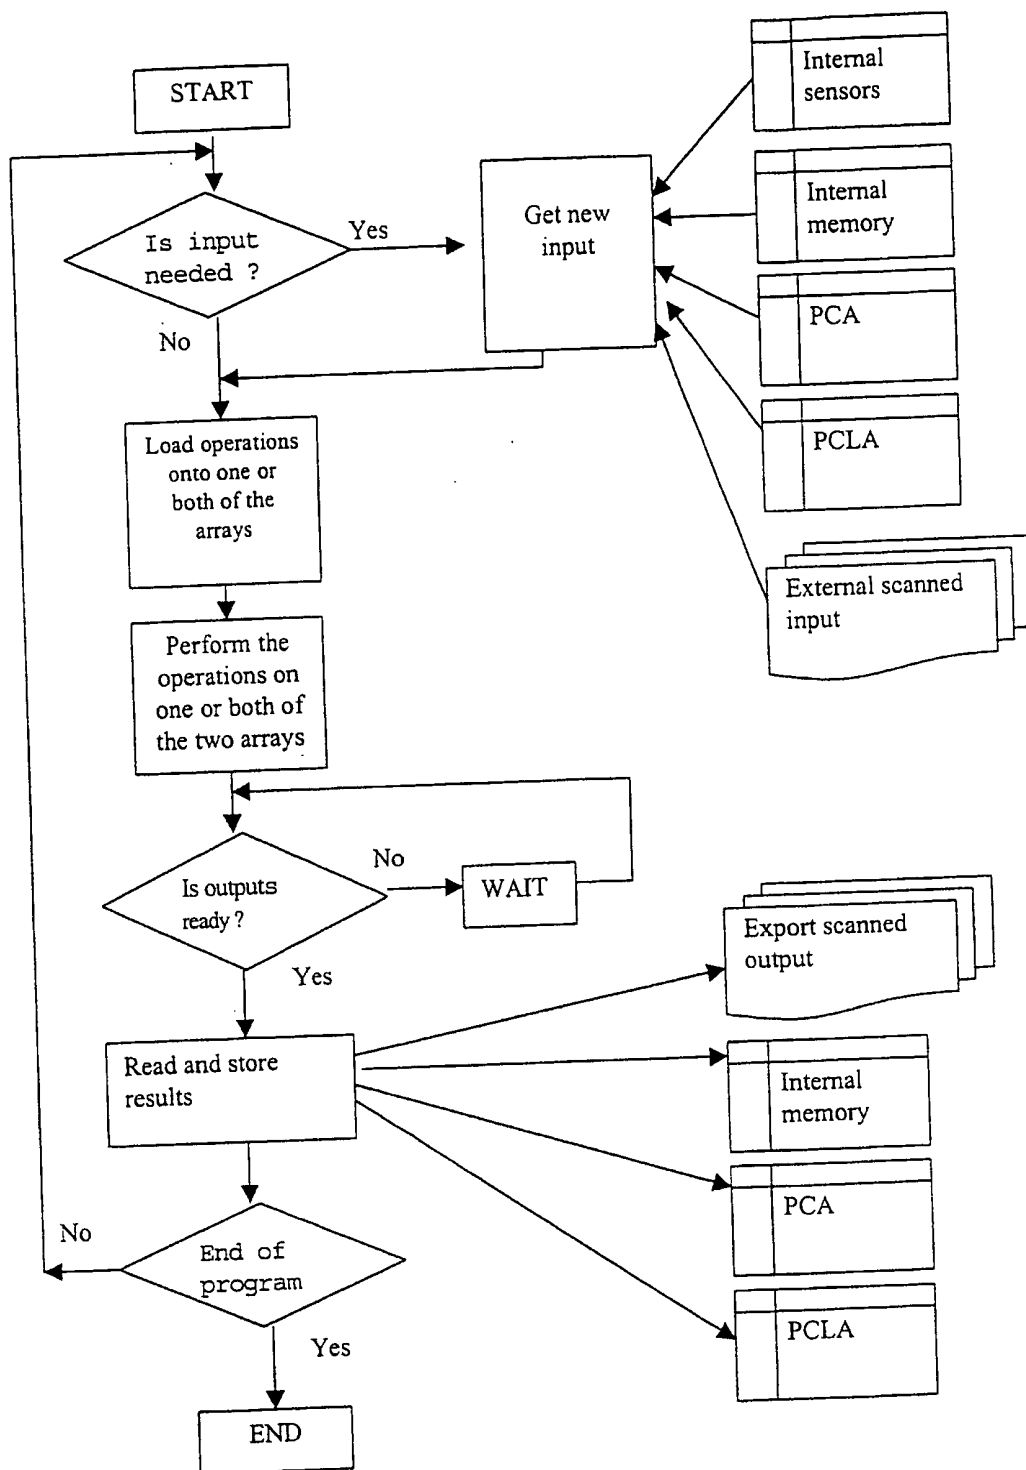 START
Internal
sensors
Internal
memory
Is input
needed ?
Yes
Get new
input
No
PCA
PCLA
Load operations
onto one or
both of the
arrays
External scanned
input
Perform the
operations on
one or both of
the two arrays
Is outputs
ready ?
No
WAIT
Yes
Export scanned
output
Read and store
results
Internal
memory
PCA
No
End of
program
PCLA
Yes
END